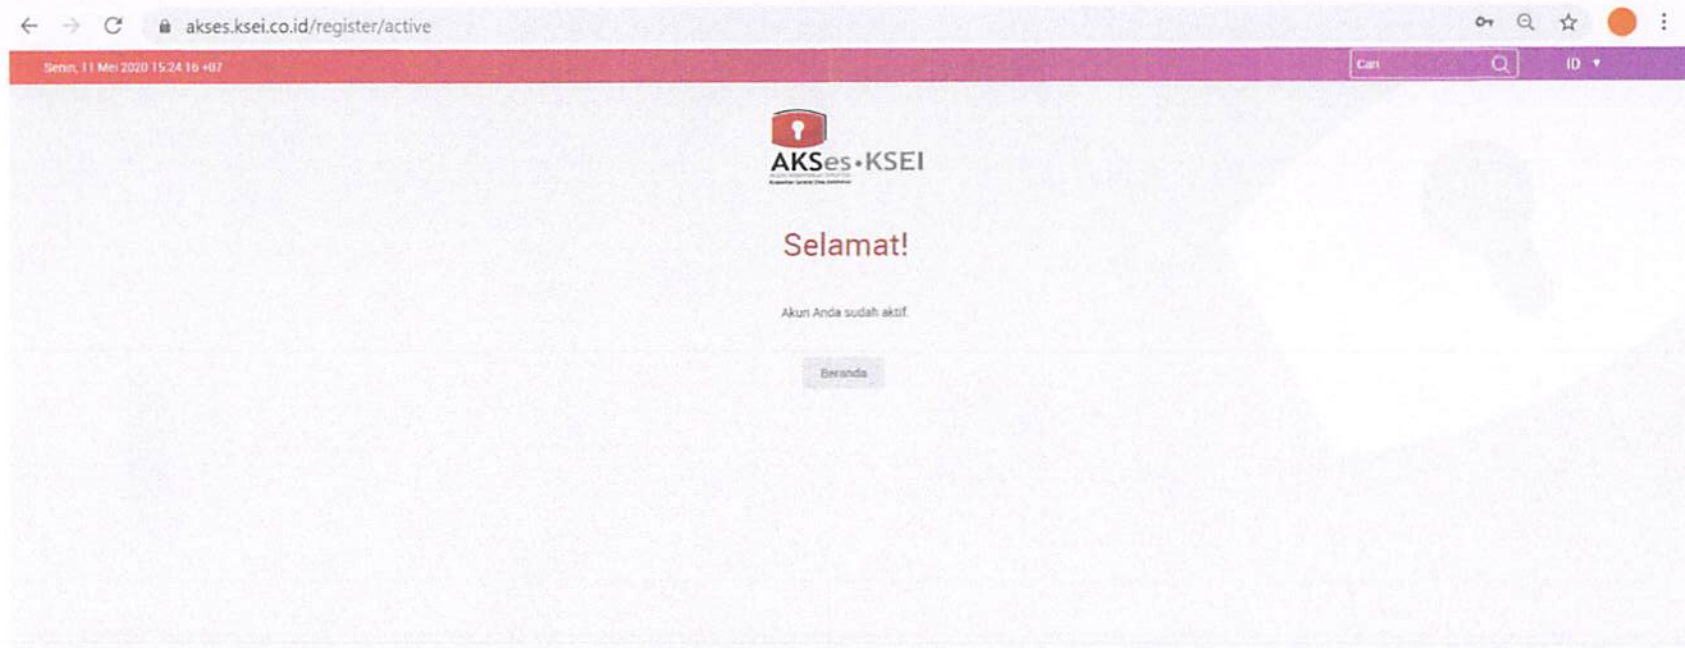 akses.ksei.co.id/register/active
Senin, 11 Mei 2020 15:24:16 +07
Cari
ID
AKSes•KSEI
Selamat!
Akun Anda sudah aktif.
Beranda